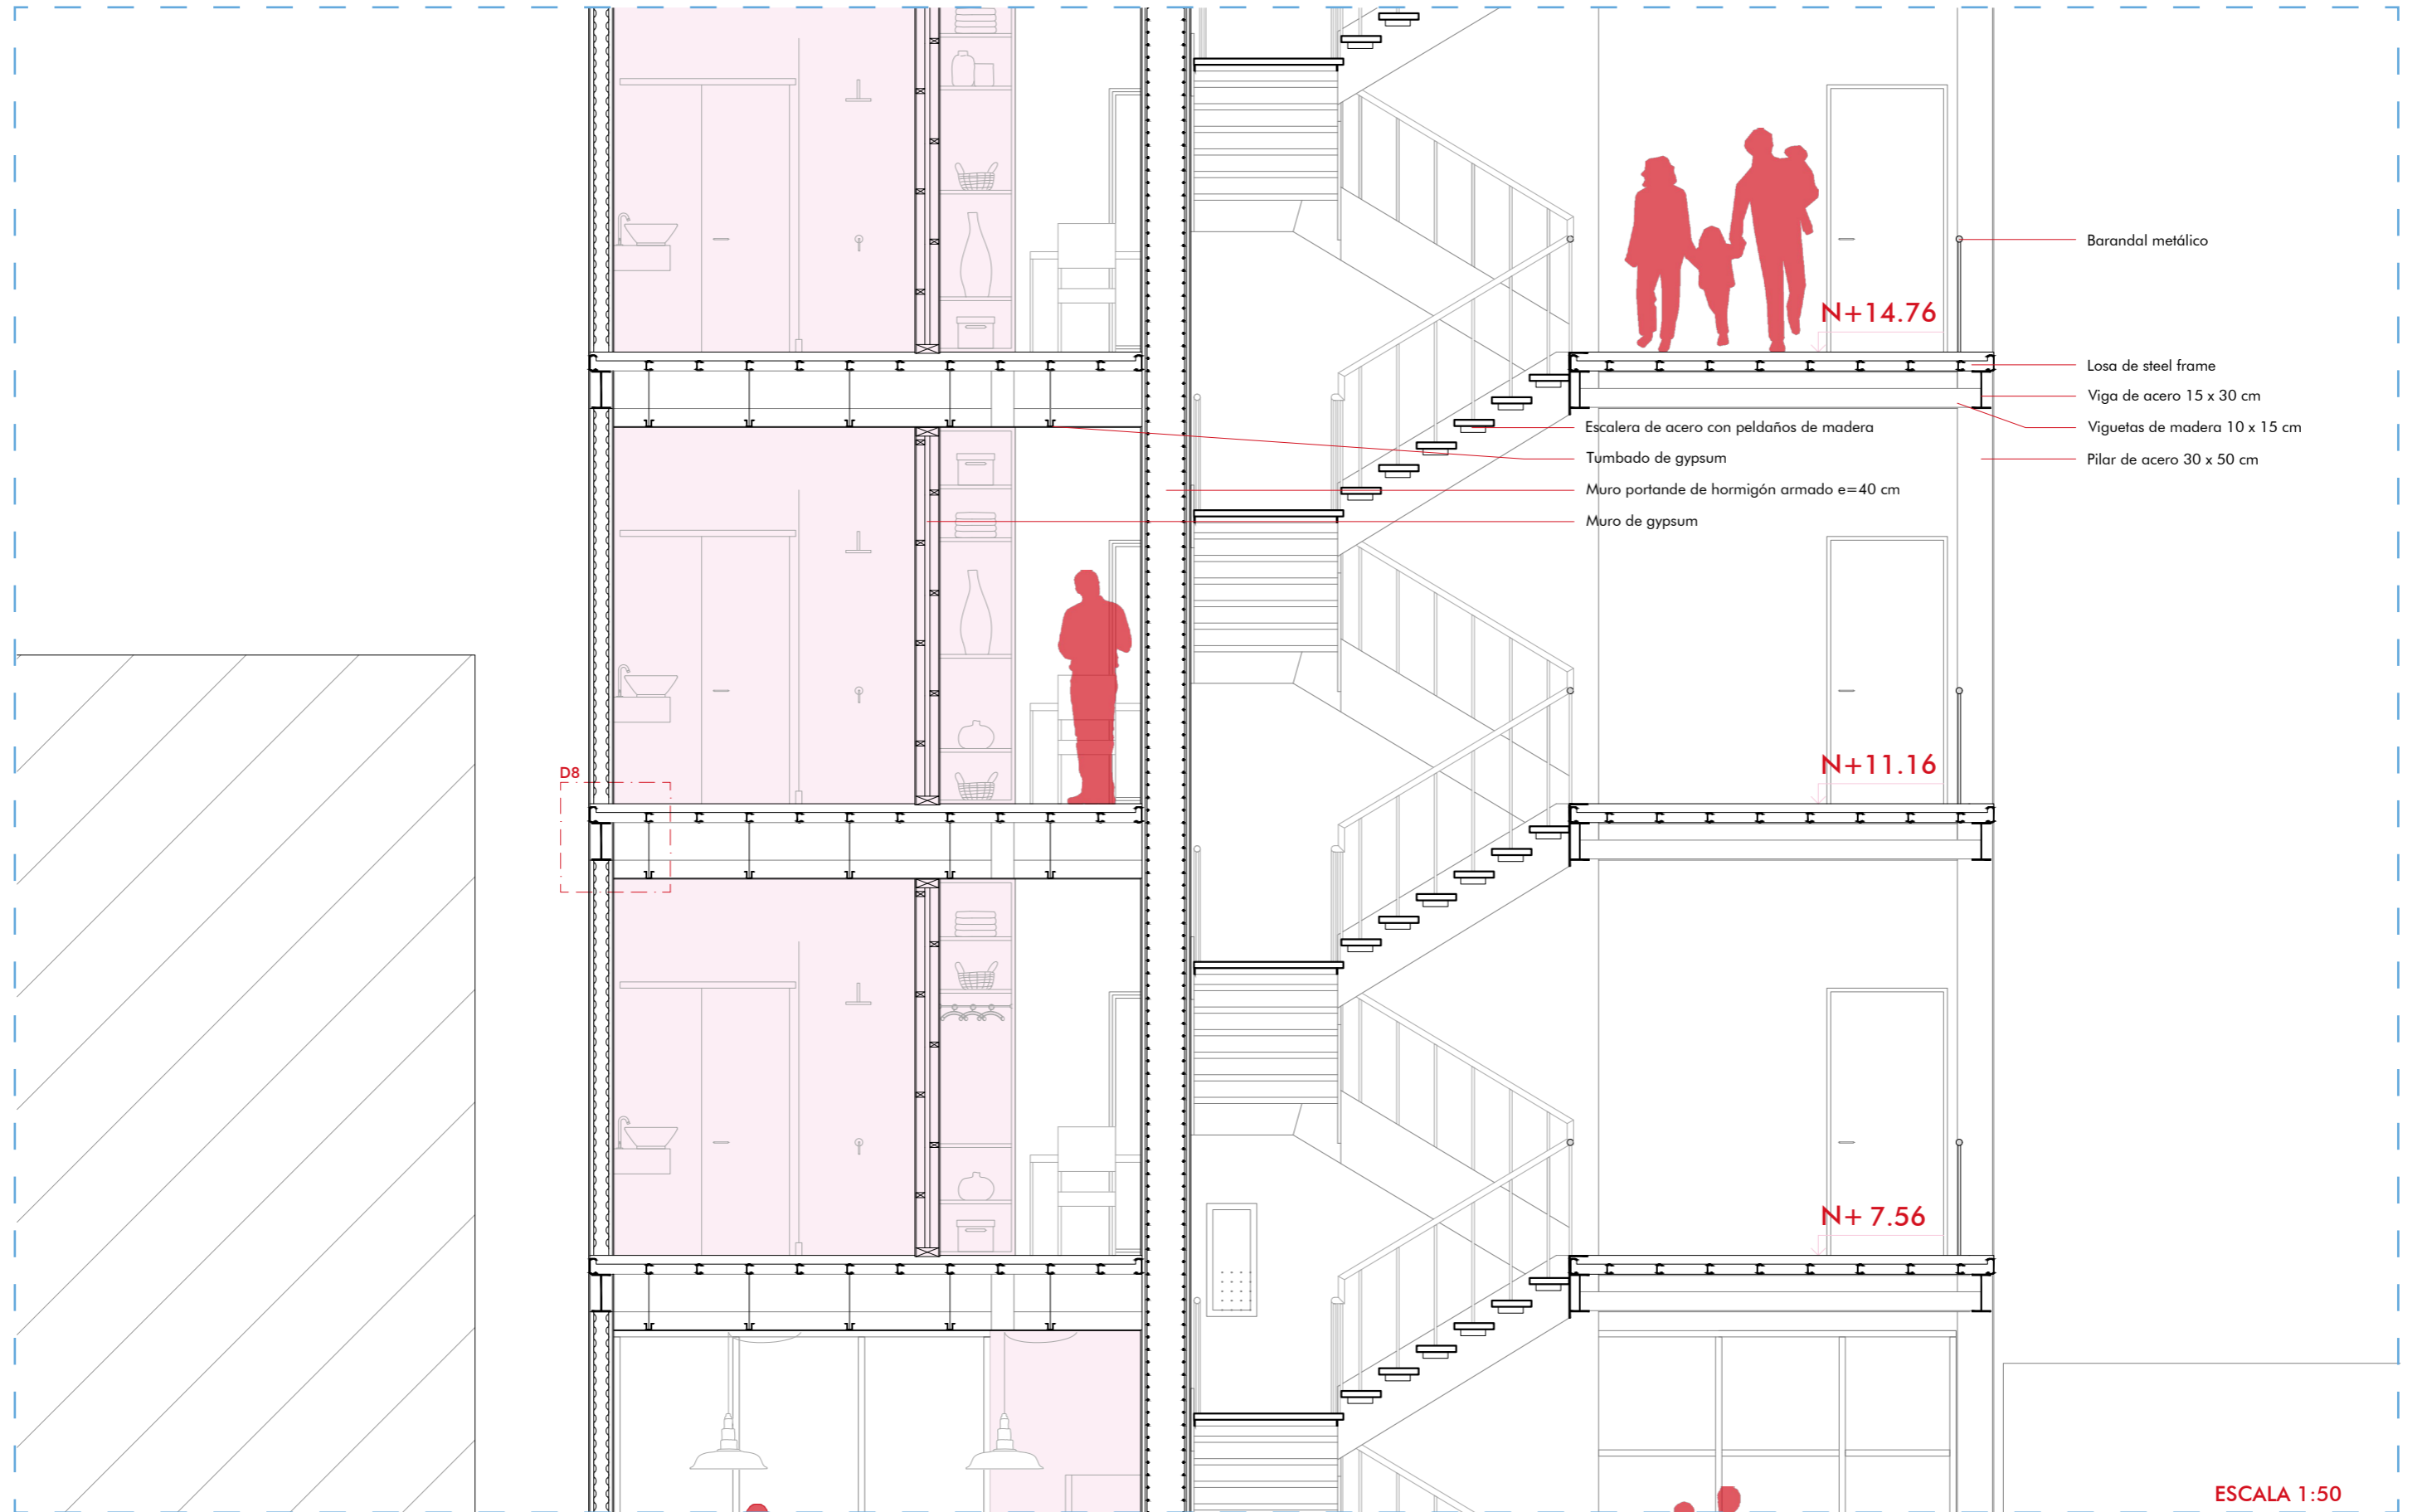 Barandal metálico
N+14.76
Losa de steel frame
Viga de acero 15 x 30 cm
Escalera de acero con peldaños de madera
Viguetas de madera 10 x 15 cm
Tumbado de gypsum
Pilar de acero 30 x 50 cm
Muro portande de hormigón armado e=40 cm
Muro de gypsum
D8
N+11.16
N+ 7.56
ESCALA 1:50